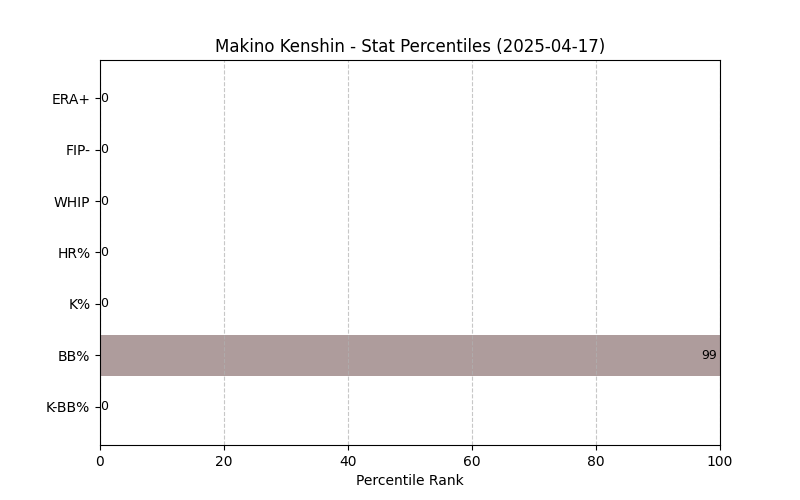 Makino Kenshin - Stat Percentiles (2025-04-17)
ERA+ 0
FIP- 0
WHIP 0
HR% 0
K% 0
BB% 99
K-BB% 0
0 20 40 60 80 100
Percentile Rank